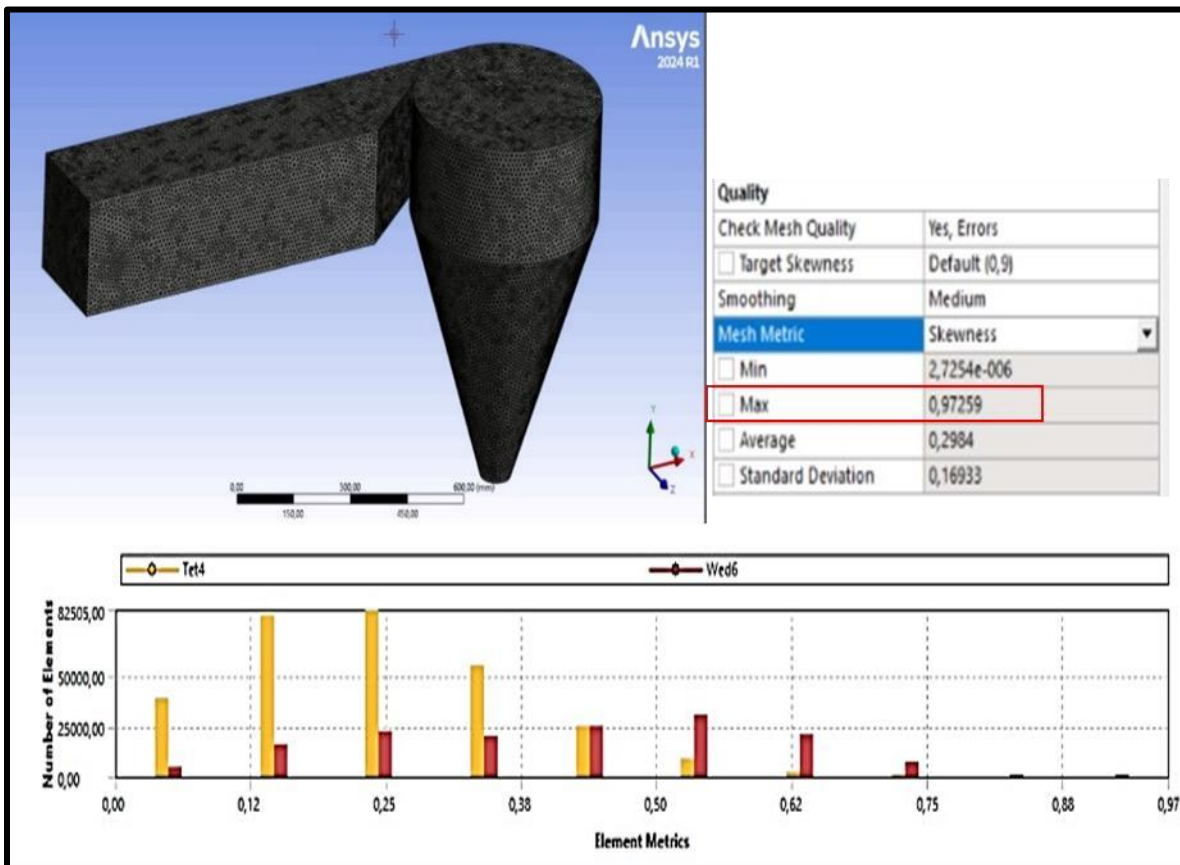 Ansys
2024 R1
Y
X
Z
0,00 300,00 600,00 (mm)
150,00 450,00
Quality
Check Mesh Quality Yes, Errors
Target Skewness Default (0,9)
Smoothing Medium
Mesh Metric Skewness
Min 2,7254e-006
Max 0,97259
Average 0,2984
Standard Deviation 0,16933
Tet4 Wed6
Number of Elements
82505,00
50000,00
25000,00
0,00
0,00 0,12 0,25 0,38 0,50 0,62 0,75 0,88 0,97
Element Metrics